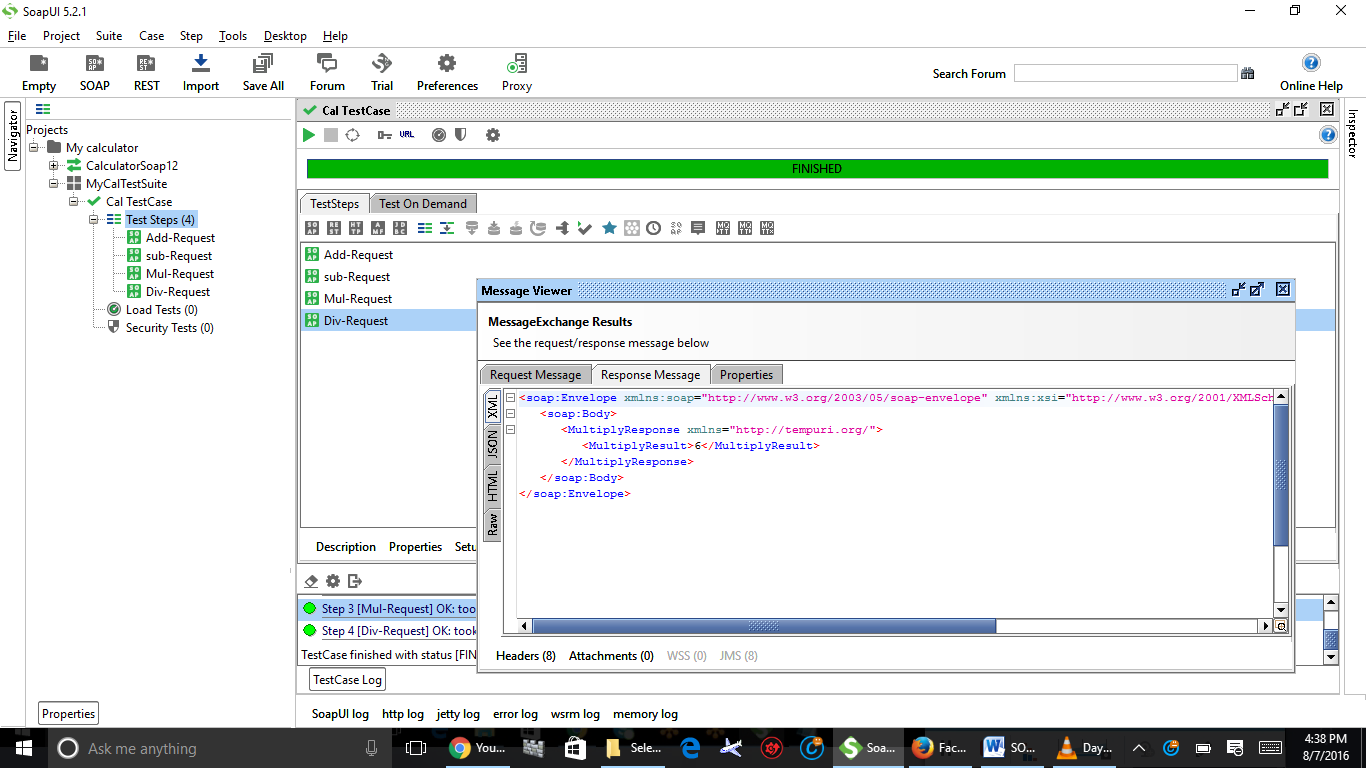 SoapUI 5.2.1
File Project Suite Case Step Tools Desktop Help
Empty SOAP REST Import Save All Forum Trial Preferences Proxy Search Forum Online Help
Navigator
Projects
My calculator
CalculatorSoap12
MyCalTestSuite
Cal TestCase
Test Steps (4)
Add-Request
sub-Request
Mul-Request
Div-Request
Load Tests (0)
Security Tests (0)
Properties
Cal TestCase
Inspector
URL
FINISHED
TestSteps Test On Demand
Add-Request
sub-Request
Mul-Request
Div-Request
Description Properties Setu
Message Viewer
MessageExchange Results
See the request/response message below
Request Message Response Message Properties
XML
JSON
HTML
Raw
<soap:Envelope xmlns:soap="http://www.w3.org/2003/05/soap-envelope" xmlns:xsi="http://www.w3.org/2001/XMLSch
<soap:Body>
<MultiplyResponse xmlns="http://tempuri.org/">
<MultiplyResult>6</MultiplyResult>
</MultiplyResponse>
</soap:Body>
</soap:Envelope>
Headers (8) Attachments (0) WSS (0) JMS (8)
Step 3 [Mul-Request] OK: too
Step 4 [Div-Request] OK: took
TestCase finished with status [FIN
TestCase Log
SoapUI log http log jetty log error log wsrm log memory log
Ask me anything
You... Sele... Soa... Fac... SO... Day...
4:38 PM
8/7/2016